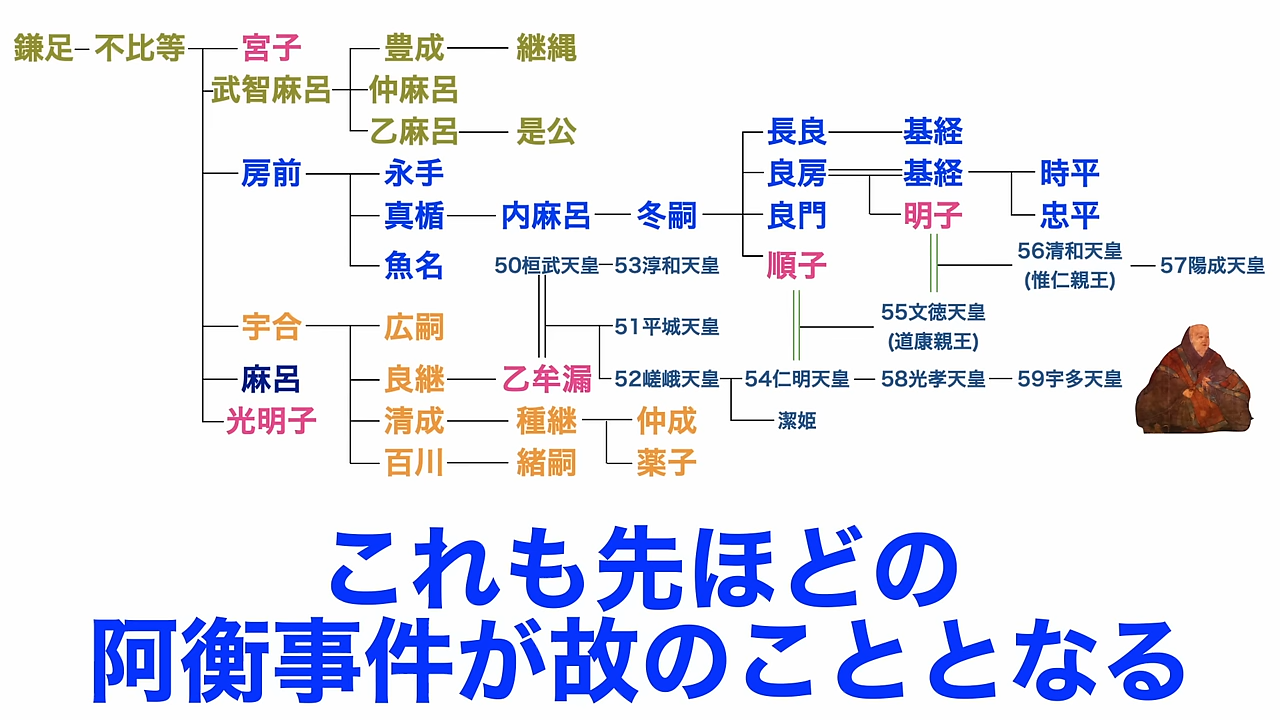 鎌足 不比等 宮子 豊成 継縄
武智麻呂 仲麻呂
乙麻呂 是公
長良 基経
房前 永手 良房 基経 時平
真楯 内麻呂 冬嗣 良門 明子 忠平
魚名 50桓武天皇 53淳和天皇 順子 56清和天皇 57陽成天皇
(惟仁親王)
宇合 広嗣 51平城天皇 55文徳天皇
(道康親王)
麻呂 良継 乙牟漏 52嵯峨天皇 54仁明天皇 58光孝天皇 59宇多天皇
光明子 清成 種継 仲成 潔姫
百川 緒嗣 薬子
これも先ほどの
阿衡事件が故のこととなる